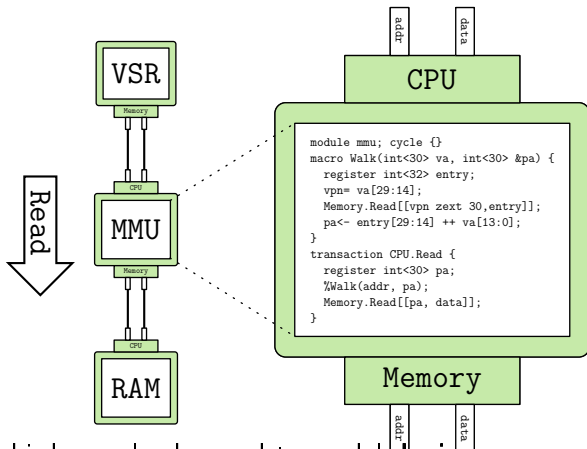 VSR
Memory
CPU
Read
MMU
Memory
CPU
RAM
addr
data
CPU
module mmu; cycle {}
macro Walk(int<30> va, int<30> &pa) {
register int<32> entry;
vpn= va[29:14];
Memory.Read[[vpn zext 30,entry]];
pa<- entry[29:14] ++ va[13:0];
}
transaction CPU.Read {
register int<30> pa;
%Walk(addr, pa);
Memory.Read[[pa, data]];
}
Memory
addr
data